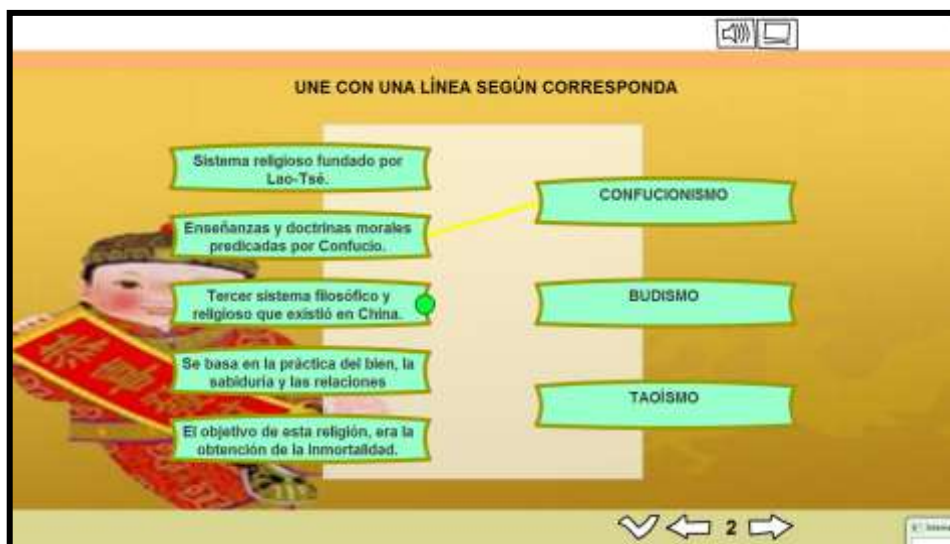 UNE CON UNA LÍNEA SEGÚN CORRESPONDA
Sistema religioso fundado por
Lao-Tsé.
Enseñanzas y doctrinas morales
predicadas por Confucio.
Tercer sistema filosófico y
religioso que existió en China.
Se basa en la práctica del bien, la
sabiduría y las relaciones
El objetivo de esta religión, era la
obtención de la Inmortalidad.
CONFUCIONISMO
BUDISMO
TAOÍSMO
2